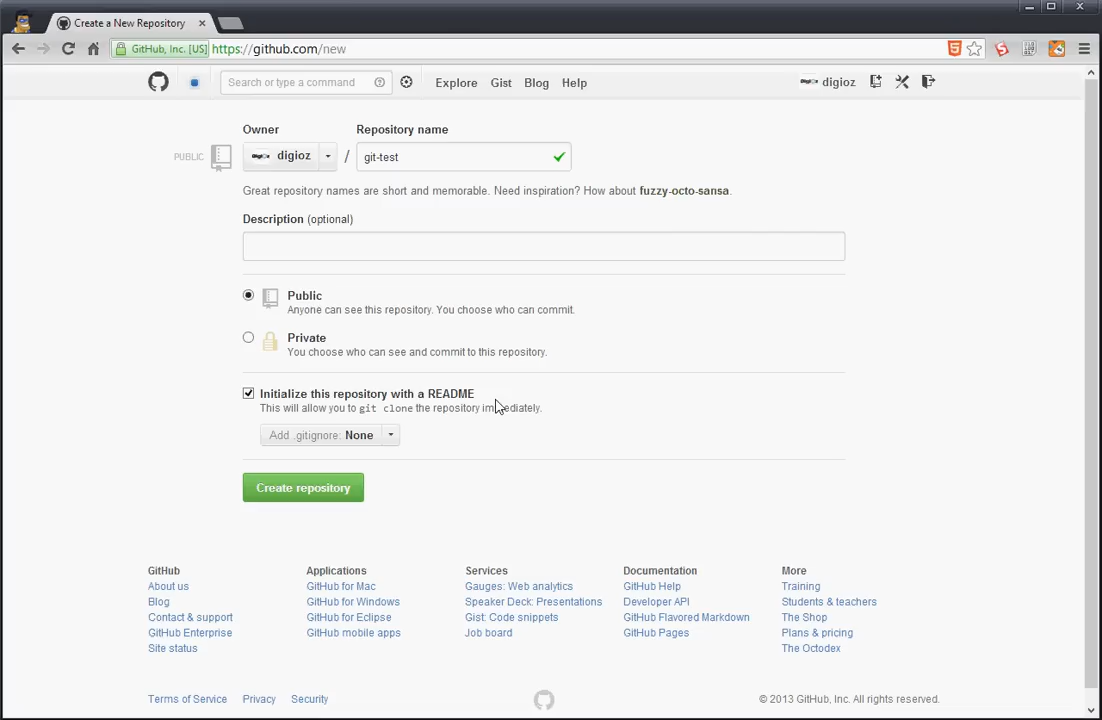 Create a New Repository
GitHub, Inc. [US] https://github.com/new
Search or type a command Explore Gist Blog Help digioz
Owner Repository name
PUBLIC digioz / git-test
Great repository names are short and memorable. Need inspiration? How about fuzzy-octo-sansa.
Description (optional)
Public
Anyone can see this repository. You choose who can commit.
Private
You choose who can see and commit to this repository.
Initialize this repository with a README
This will allow you to git clone the repository immediately.
Add .gitignore: None
Create repository
GitHub
About us
Blog
Contact & support
GitHub Enterprise
Site status
Applications
GitHub for Mac
GitHub for Windows
GitHub for Eclipse
GitHub mobile apps
Services
Gauges: Web analytics
Speaker Deck: Presentations
Gist: Code snippets
Job board
Documentation
GitHub Help
Developer API
GitHub Flavored Markdown
GitHub Pages
More
Training
Students & teachers
The Shop
Plans & pricing
The Octodex
Terms of Service Privacy Security
© 2013 GitHub, Inc. All rights reserved.